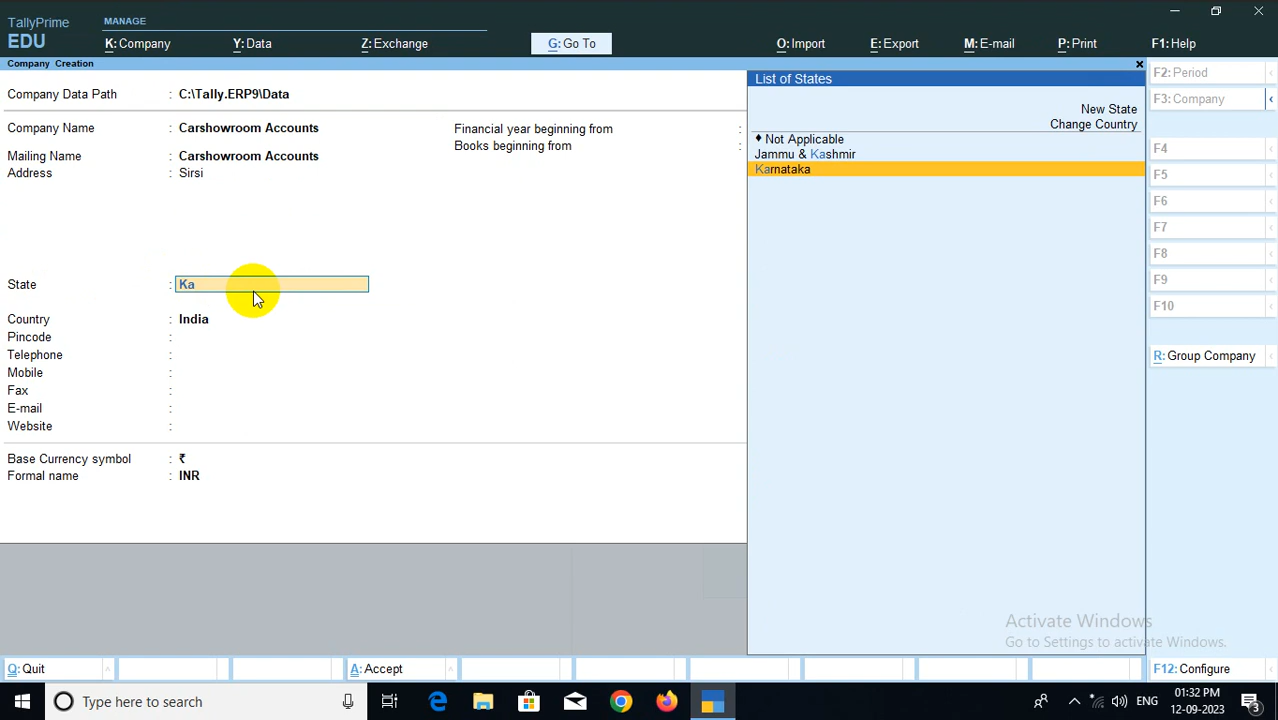 TallyPrime
EDU
MANAGE
K: Company
Y: Data
Z: Exchange
G: Go To
O: Import
E: Export
M: E-mail
P: Print
F1: Help
Company Creation
Company Data Path : C:\Tally.ERP9\Data
Company Name : Carshowroom Accounts
Financial year beginning from :
Books beginning from :
Mailing Name : Carshowroom Accounts
Address : Sirsi
State : Ka
Country : India
Pincode :
Telephone :
Mobile :
Fax :
E-mail :
Website :
Base Currency symbol : ₹
Formal name : INR
List of States
New State
Change Country
♦ Not Applicable
Jammu & Kashmir
Karnataka
F2: Period
F3: Company
F4
F5
F6
F7
F8
F9
F10
R: Group Company
Activate Windows
Go to Settings to activate Windows.
Q: Quit
A: Accept
F12: Configure
Type here to search
ENG
01:32 PM
12-09-2023
3